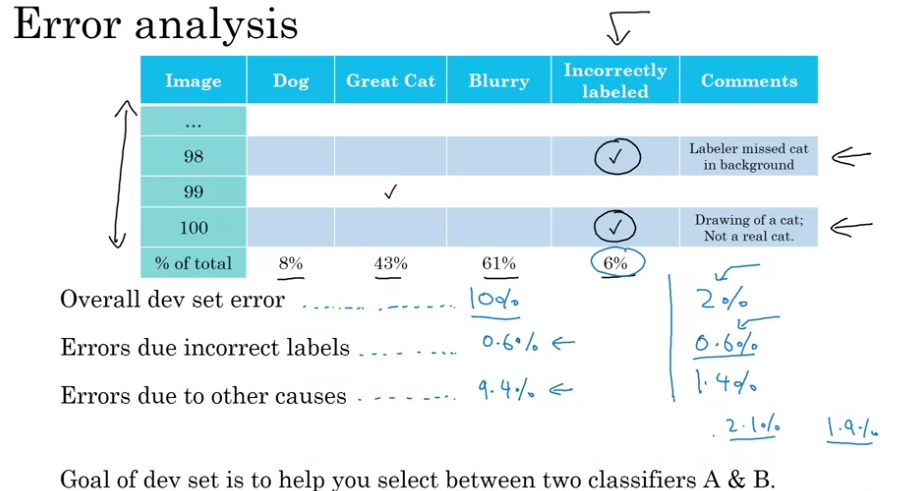 Error analysis
Image Dog Great Cat Blurry Incorrectly labeled Comments
...
98 ✓ Labeler missed cat in background
99 ✓
100 ✓ Drawing of a cat; Not a real cat.
% of total 8% 43% 61% 6%
Overall dev set error 10% 2%
Errors due incorrect labels 0.6% 0.6%
Errors due to other causes 9.4% 1.4%
2.1% 1.9%
Goal of dev set is to help you select between two classifiers A & B.